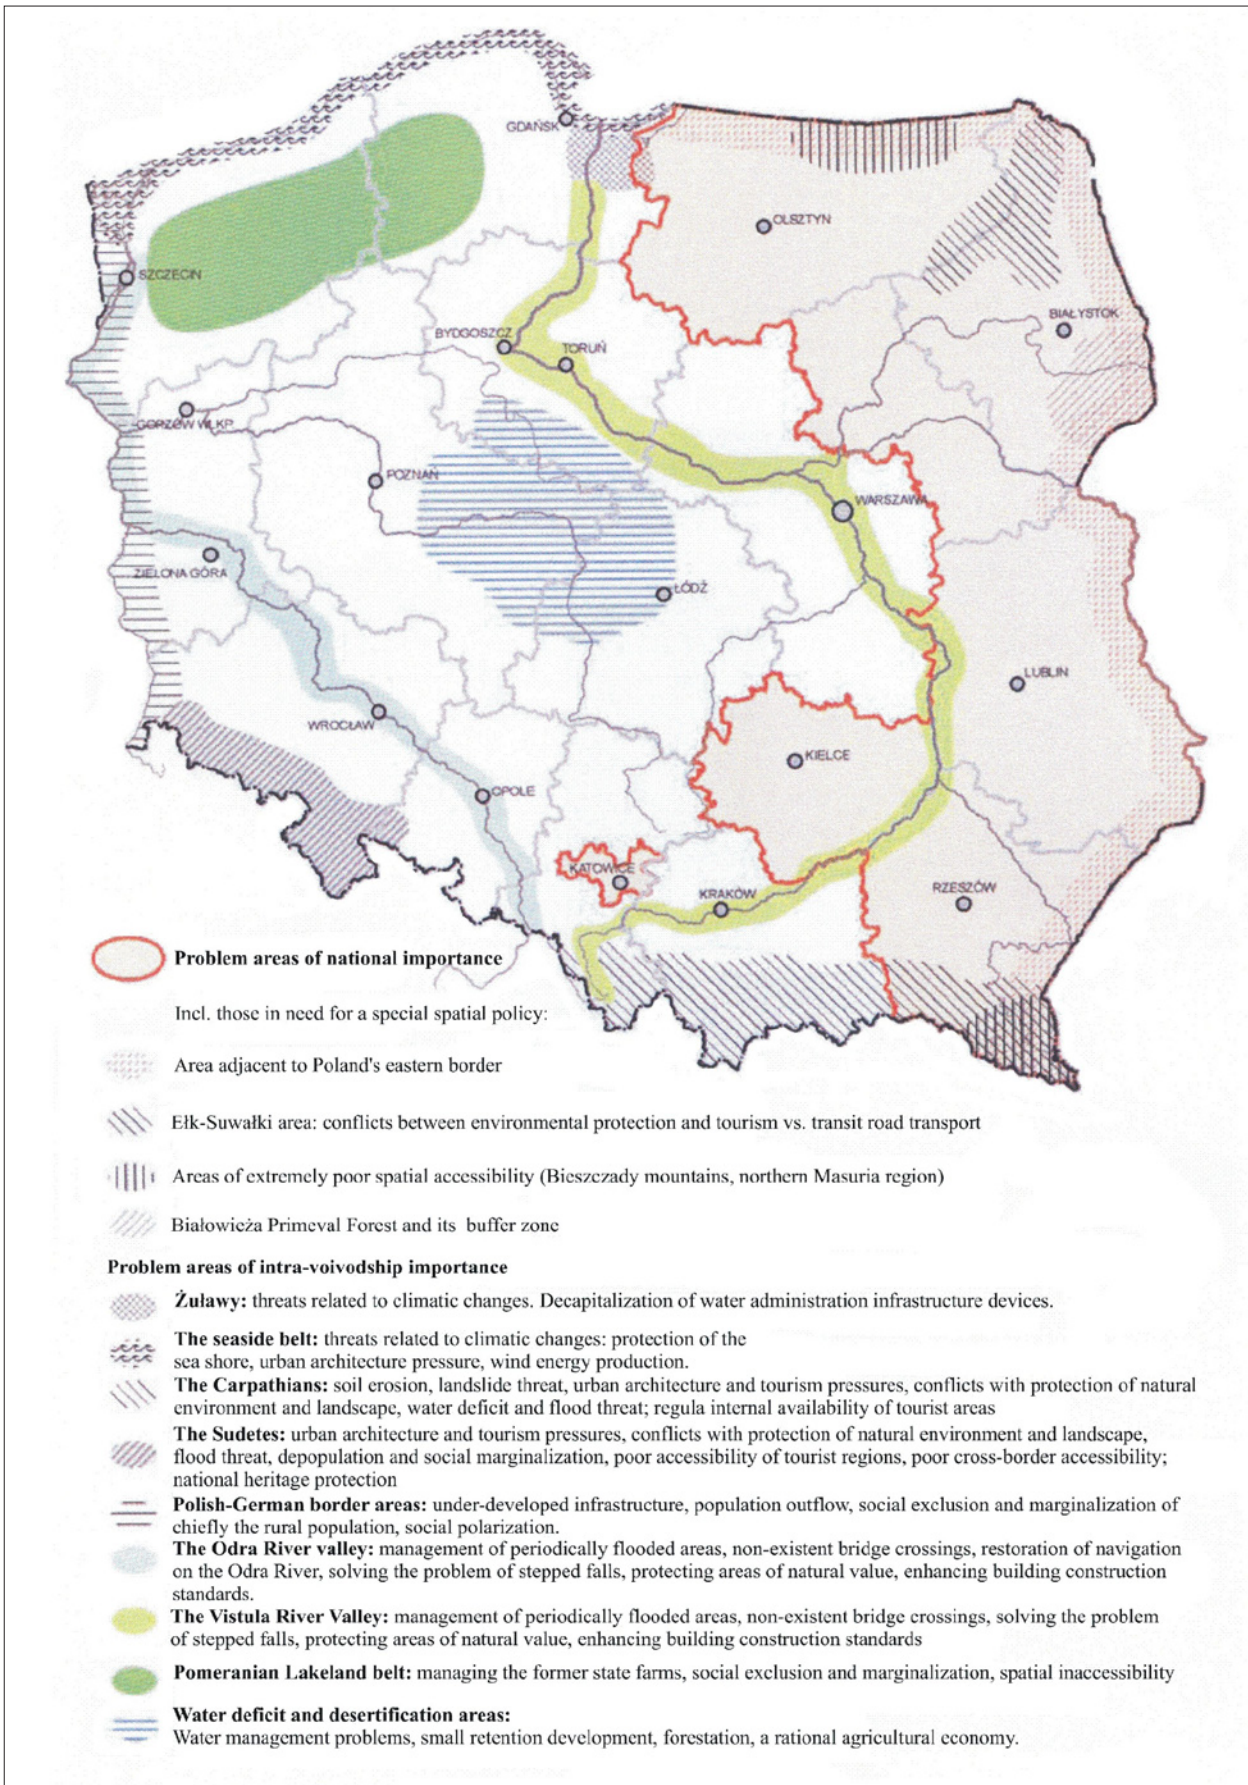 GDAŃSK
OLSZTYN
SZCZECIN
BIAŁYSTOK
BYDGOSZCZ
TORUŃ
GORZÓW WLKP.
POZNAŃ
WARSZAWA
ZIELONA GÓRA
ŁÓDŹ
LUBLIN
WROCŁAW
KIELCE
OPOLE
KATOWICE
KRAKÓW
RZESZÓW
Problem areas of national importance
Incl. those in need for a special spatial policy:
Area adjacent to Poland's eastern border
Ełk-Suwałki area: conflicts between environmental protection and tourism vs. transit road transport
Areas of extremely poor spatial accessibility (Bieszczady mountains, northern Masuria region)
Białowieża Primeval Forest and its buffer zone
Problem areas of intra-voivodship importance
Żuławy: threats related to climatic changes. Decapitalization of water administration infrastructure devices.
The seaside belt: threats related to climatic changes: protection of the
sea shore, urban architecture pressure, wind energy production.
The Carpathians: soil erosion, landslide threat, urban architecture and tourism pressures, conflicts with protection of natural
environment and landscape, water deficit and flood threat; regula internal availability of tourist areas
The Sudetes: urban architecture and tourism pressures, conflicts with protection of natural environment and landscape,
flood threat, depopulation and social marginalization, poor accessibility of tourist regions, poor cross-border accessibility;
national heritage protection
Polish-German border areas: under-developed infrastructure, population outflow, social exclusion and marginalization of
chiefly the rural population, social polarization.
The Odra River valley: management of periodically flooded areas, non-existent bridge crossings, restoration of navigation
on the Odra River, solving the problem of stepped falls, protecting areas of natural value, enhancing building construction
standards.
The Vistula River Valley: management of periodically flooded areas, non-existent bridge crossings, solving the problem
of stepped falls, protecting areas of natural value, enhancing building construction standards
Pomeranian Lakeland belt: managing the former state farms, social exclusion and marginalization, spatial inaccessibility
Water deficit and desertification areas:
Water management problems, small retention development, forestation, a rational agricultural economy.